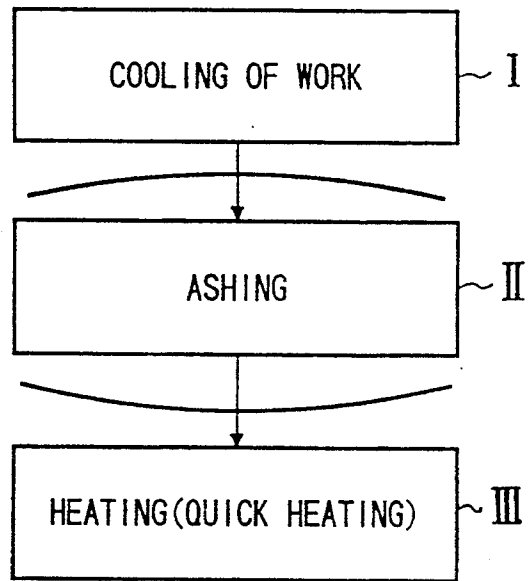 COOLING OF WORK
I
ASHING
II
HEATING(QUICK HEATING)
III